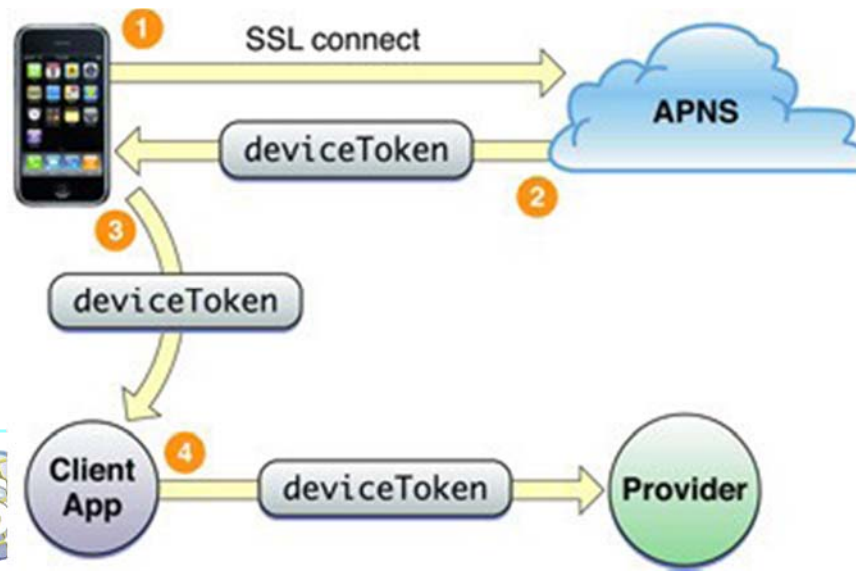 1
SSL connect
APNS
deviceToken
2
3
deviceToken
4
Client
App
deviceToken
Provider